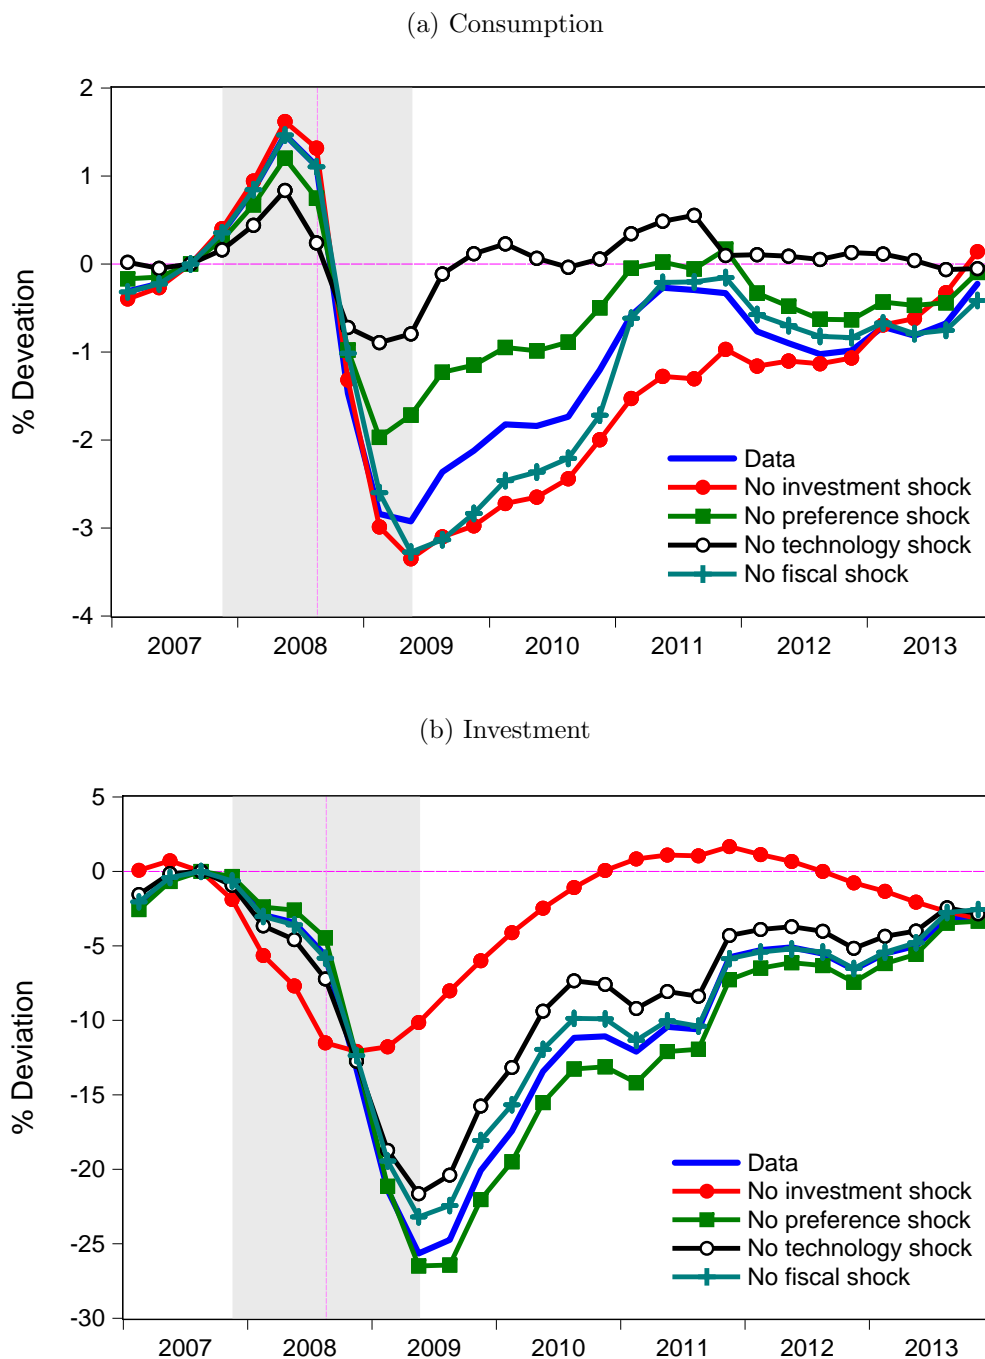 (a) Consumption
2
1
0
-1
-2
-3
-4
% Deveation
Data
No investment shock
No preference shock
No technology shock
No fiscal shock
2007 2008 2009 2010 2011 2012 2013
(b) Investment
5
0
-5
-10
-15
-20
-25
-30
% Deviation
Data
No investment shock
No preference shock
No technology shock
No fiscal shock
2007 2008 2009 2010 2011 2012 2013